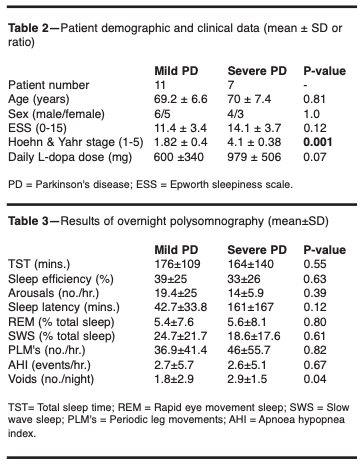 Table 2—Patient demographic and clinical data (mean ± SD or
ratio)
Mild PD Severe PD P-value
Patient number 11 7 -
Age (years) 69.2 ± 6.6 70 ± 7.4 0.81
Sex (male/female) 6/5 4/3 1.0
ESS (0-15) 11.4 ± 3.4 14.1 ± 3.7 0.12
Hoehn & Yahr stage (1-5) 1.82 ± 0.4 4.1 ± 0.38 0.001
Daily L-dopa dose (mg) 600 ±340 979 ± 506 0.07
PD = Parkinson's disease; ESS = Epworth sleepiness scale.
Table 3—Results of overnight polysomnography (mean±SD)
Mild PD Severe PD P-value
TST (mins.) 176±109 164±140 0.55
Sleep efficiency (%) 39±25 33±26 0.63
Arousals (no./hr.) 19.4±25 14±5.9 0.39
Sleep latency (mins.) 42.7±33.8 161±167 0.12
REM (% total sleep) 5.4±7.6 5.6±8.1 0.80
SWS (% total sleep) 24.7±21.7 18.6±17.6 0.61
PLM's (no./hr.) 36.9±41.4 46±55.7 0.82
AHI (events/hr.) 2.7±5.7 2.6±5.1 0.67
Voids (no./night) 1.8±2.9 2.9±1.5 0.04
TST= Total sleep time; REM = Rapid eye movement sleep; SWS = Slow
wave sleep; PLM's = Periodic leg movements; AHI = Apnoea hypopnea
index.